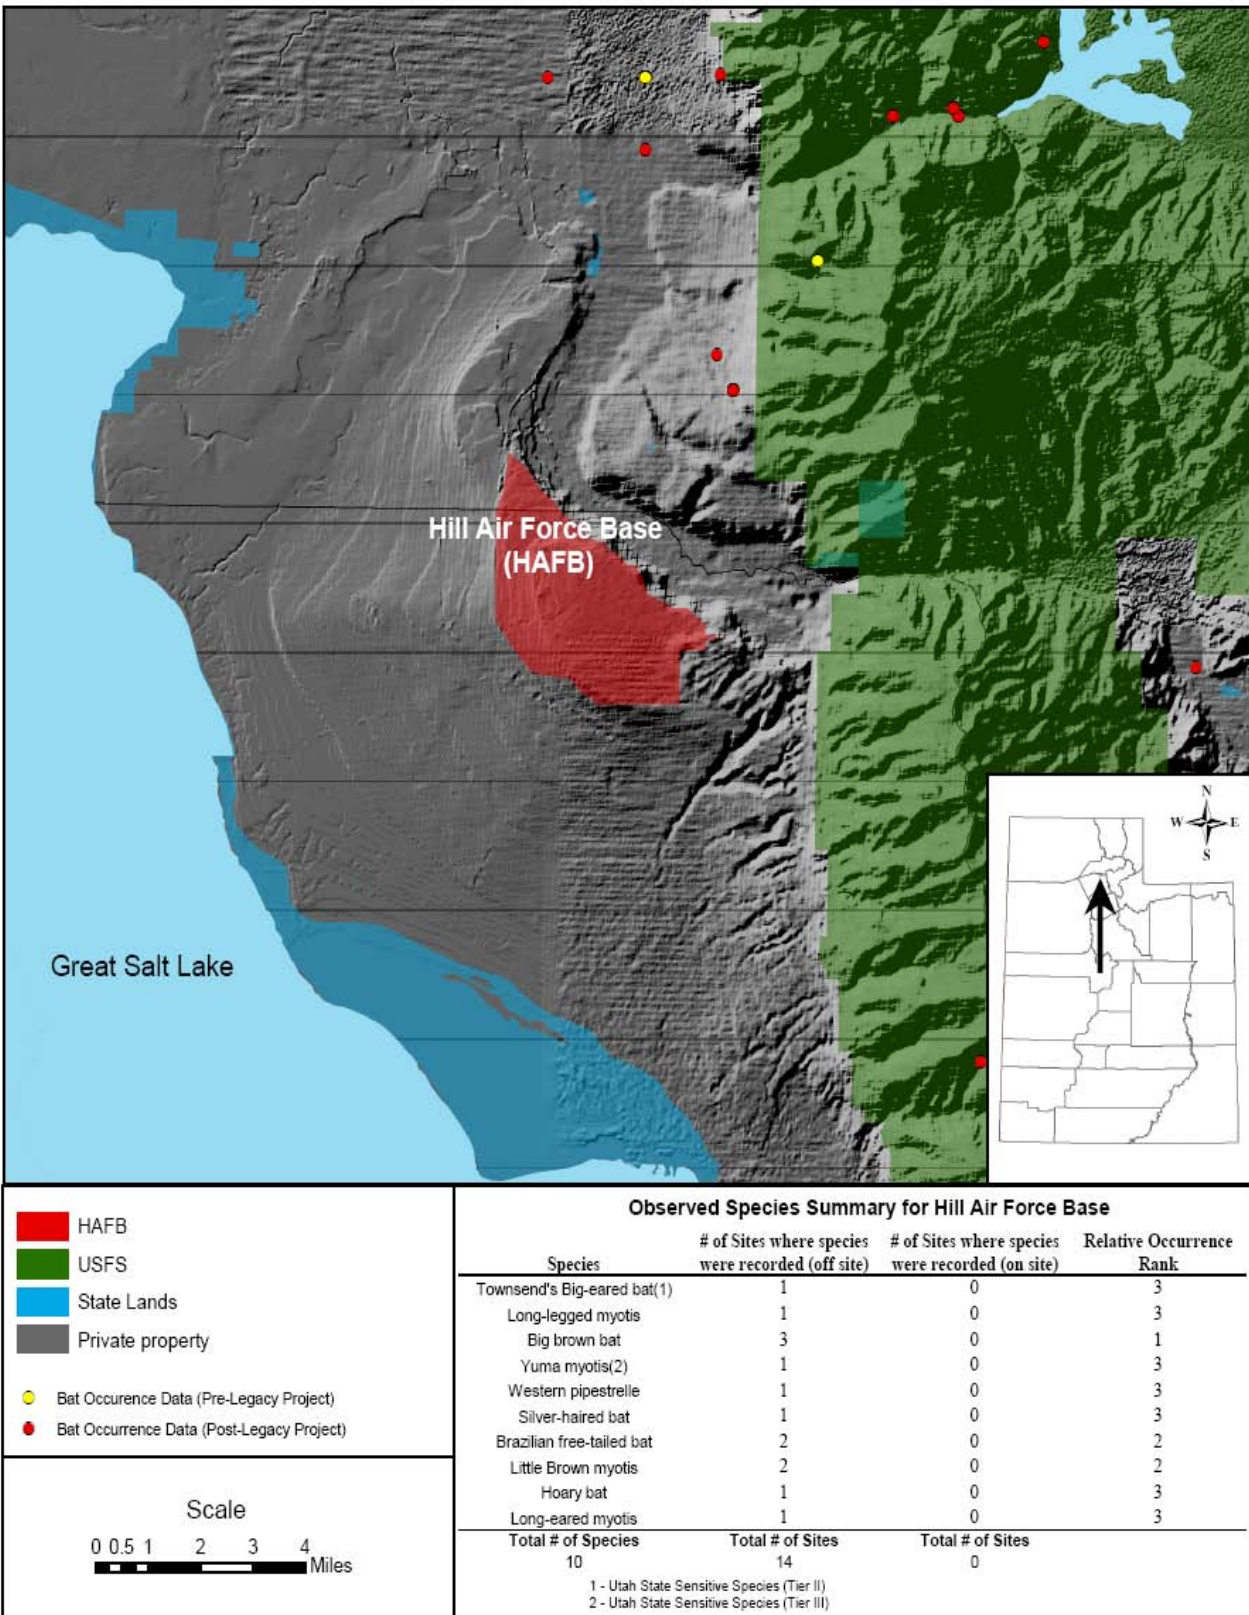 Hill Air Force Base
(HAFB)
Great Salt Lake
N
W E
S
HAFB
USFS
State Lands
Private property
Bat Occurence Data (Pre-Legacy Project)
Bat Occurrence Data (Post-Legacy Project)
Scale
0 0.5 1 2 3 4
Miles
Observed Species Summary for Hill Air Force Base
# of Sites where species # of Sites where species Relative Occurrence
Species were recorded (off site) were recorded (on site) Rank
Townsend's Big-eared bat(1) 1 0 3
Long-legged myotis 1 0 3
Big brown bat 3 0 1
Yuma myotis(2) 1 0 3
Western pipestrelle 1 0 3
Silver-haired bat 1 0 3
Brazilian free-tailed bat 2 0 2
Little Brown myotis 2 0 2
Hoary bat 1 0 3
Long-eared myotis 1 0 3
Total # of Species Total # of Sites Total # of Sites
10 14 0
1 - Utah State Sensitive Species (Tier II)
2 - Utah State Sensitive Species (Tier III)